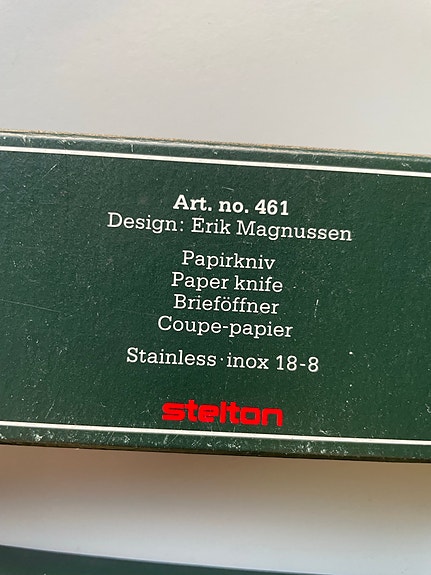 Art. no. 461
Design: Erik Magnussen
Papirkniv
Paper knife
Brieföffner
Coupe-papier
Stainless·inox 18-8
stelton